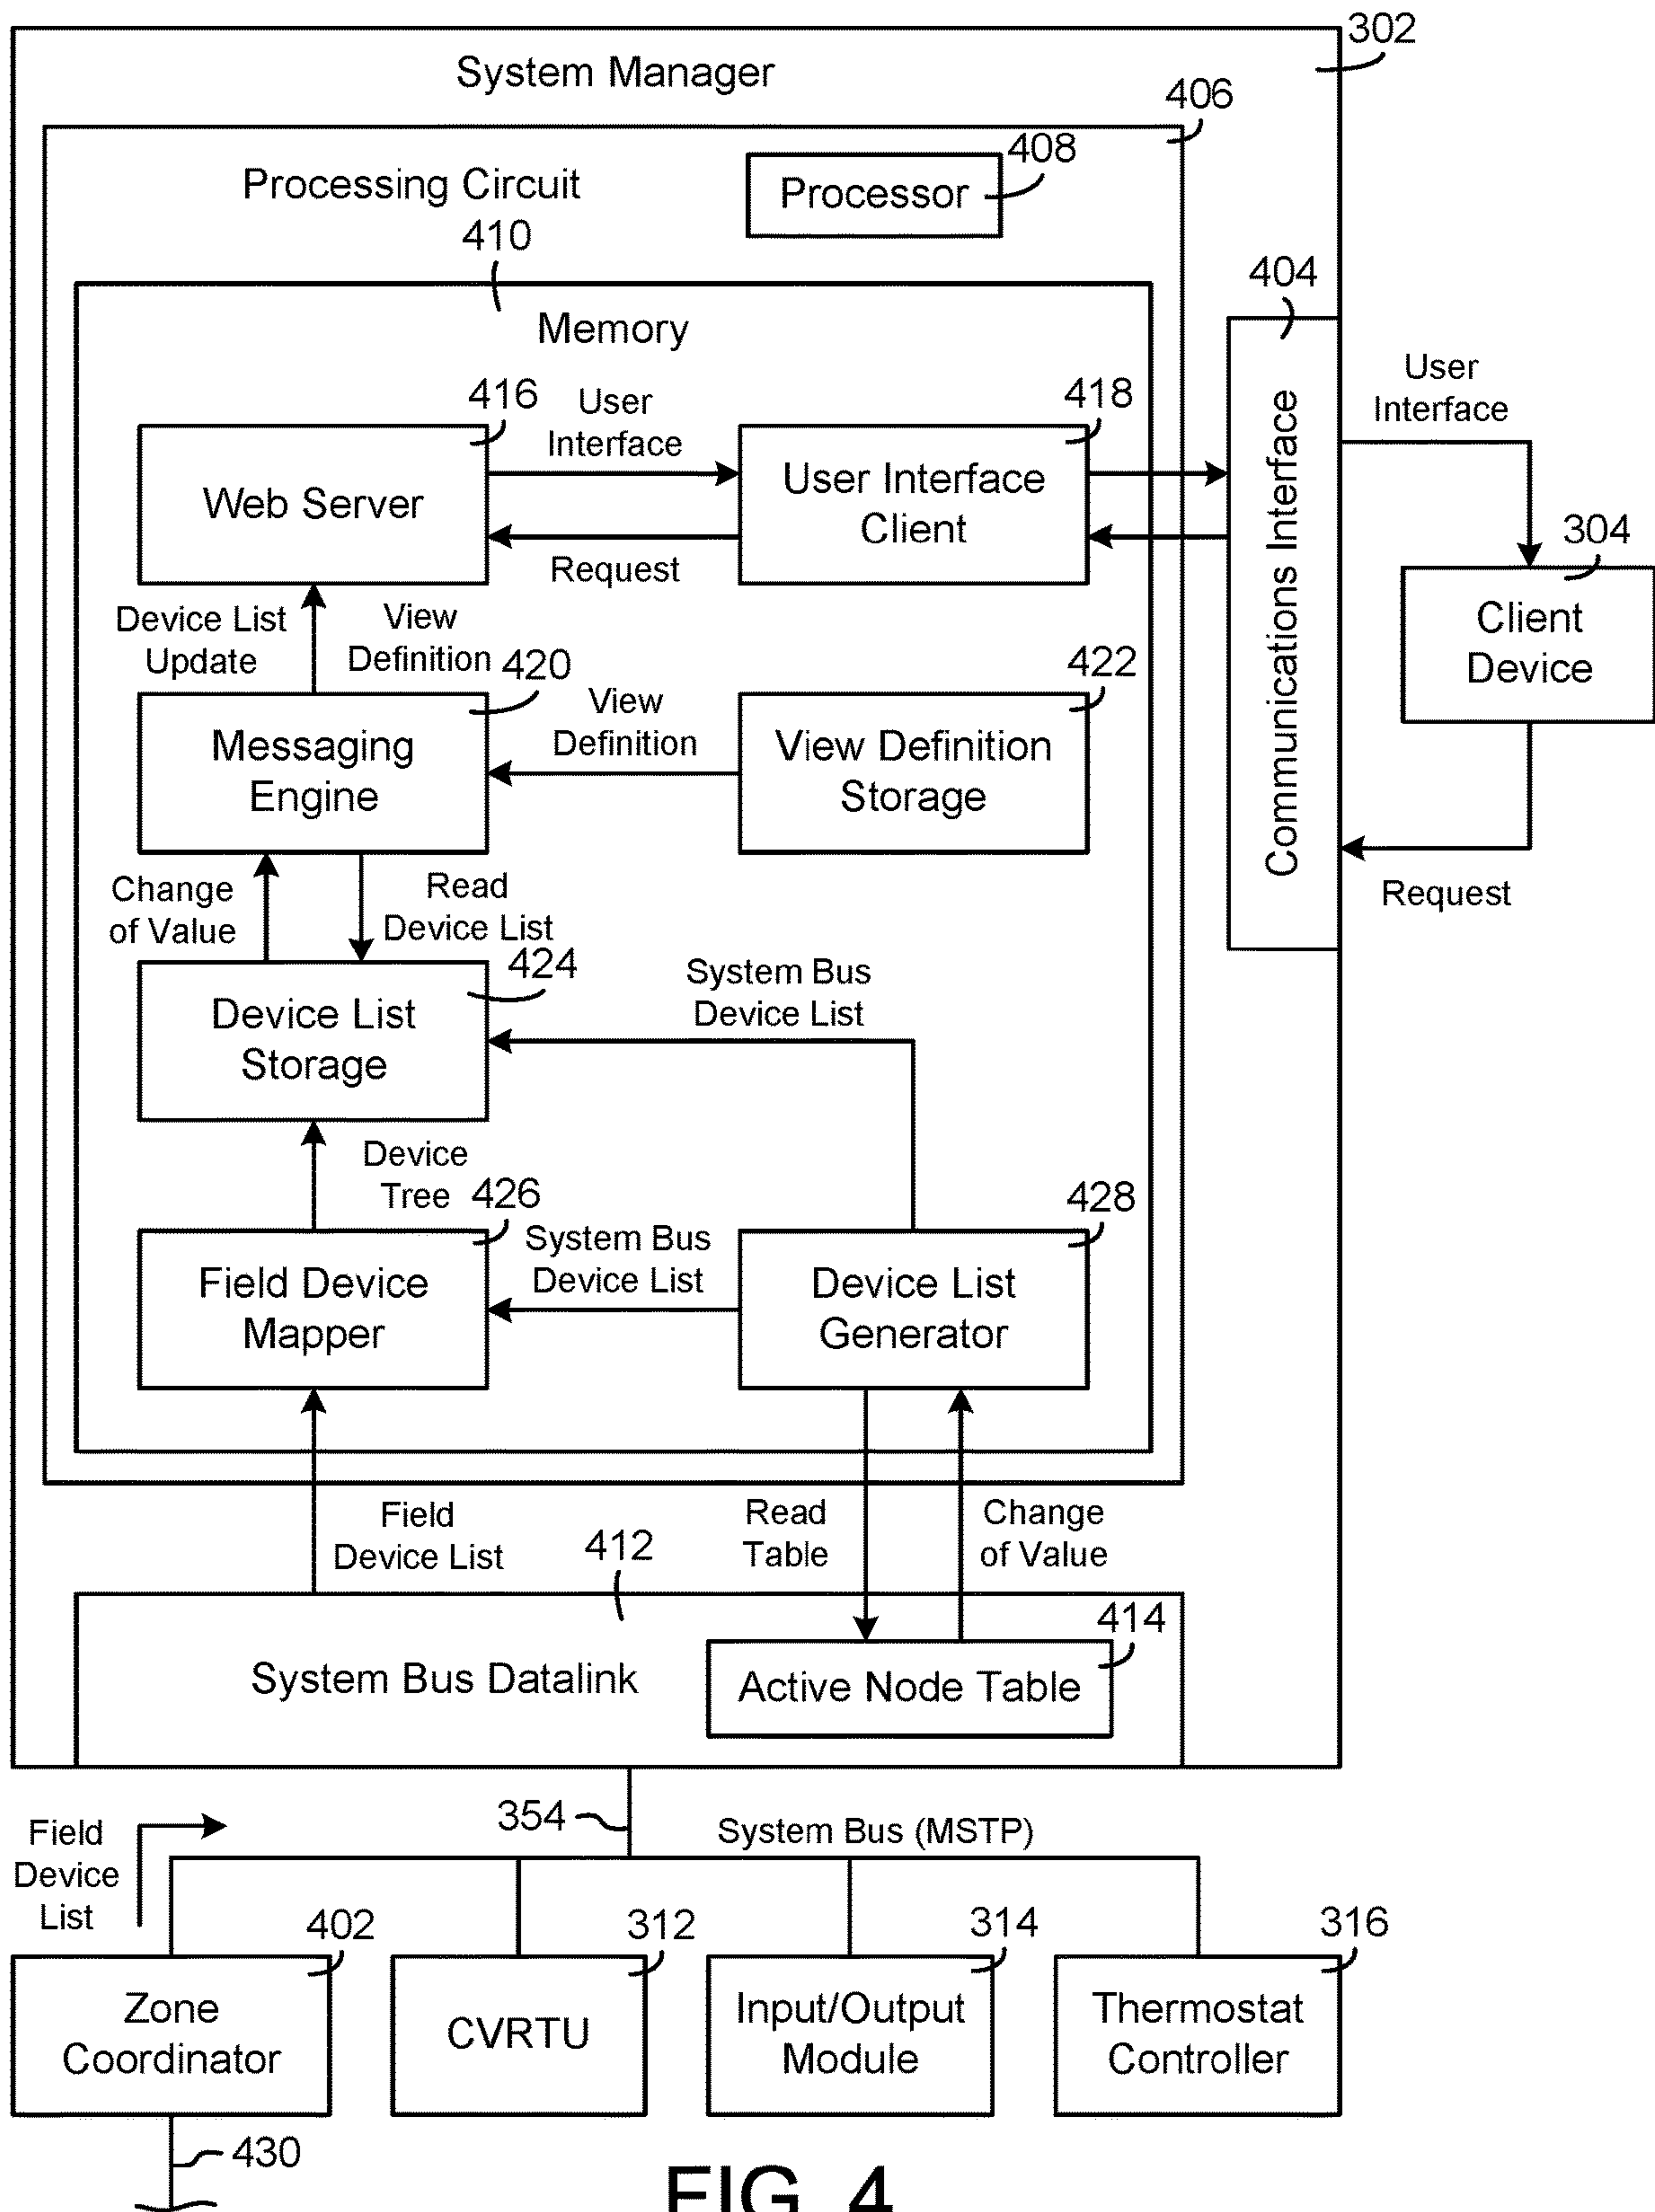 302
System Manager
406
408
Processing Circuit
Processor
410
404
Memory
User
Interface
416
User
Interface
418
Web Server
User Interface
Client
Communications Interface
Request
304
Client
Device
Device List
Update
View
Definition
420
422
View
Definition
Messaging
Engine
View Definition
Storage
Request
Change
of Value
Read
Device List
424
System Bus
Device List
Device List
Storage
Device
Tree
426
428
System Bus
Device List
Field Device
Mapper
Device List
Generator
Field
Device List
412
Read
Table
Change
of Value
414
System Bus Datalink
Active Node Table
354
System Bus (MSTP)
Field
Device
List
402
312
314
316
Zone
Coordinator
CVRTU
Input/Output
Module
Thermostat
Controller
430
FIG. 4